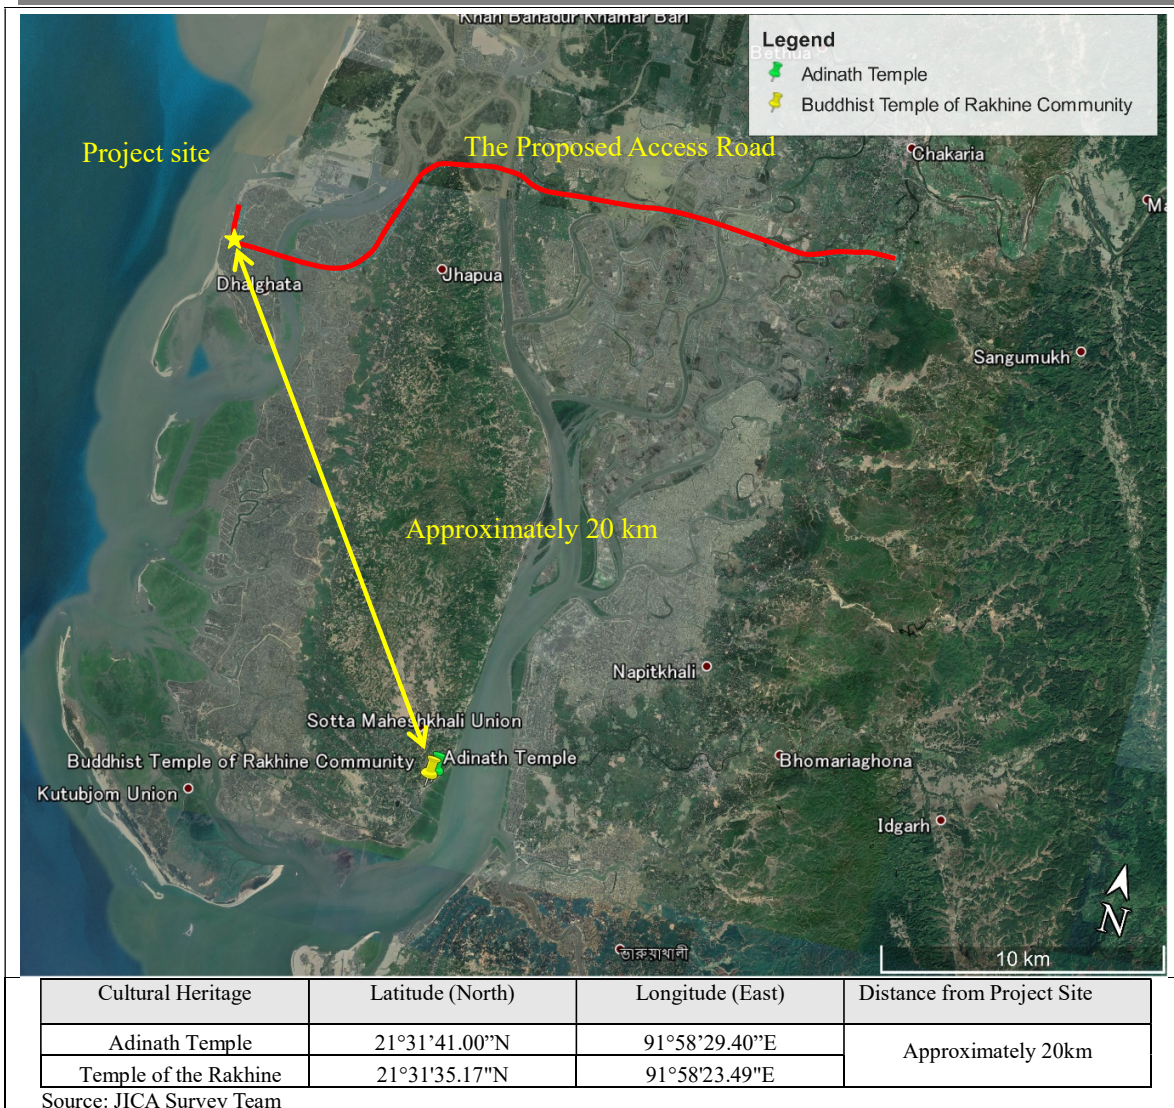 Khan Bahadur Khamar Bari
Legend
Bethua
Adinath Temple
Buddhist Temple of Rakhine Community
Project site
The Proposed Access Road
Chakaria
Ma
Dhalghata
Jhapua
Sangumukh
Approximately 20 km
Napitkhali
Sotta Maheshkhali Union
Buddhist Temple of Rakhine Community
Adinath Temple
Bhomariaghona
Kutubjom Union
Idgarh
N
ভারুয়াখালী
10 km
Cultural Heritage Latitude (North) Longitude (East) Distance from Project Site
Adinath Temple 21°31’41.00”N 91°58’29.40”E Approximately 20km
Temple of the Rakhine 21°31'35.17"N 91°58'23.49"E
Source: JICA Survey Team